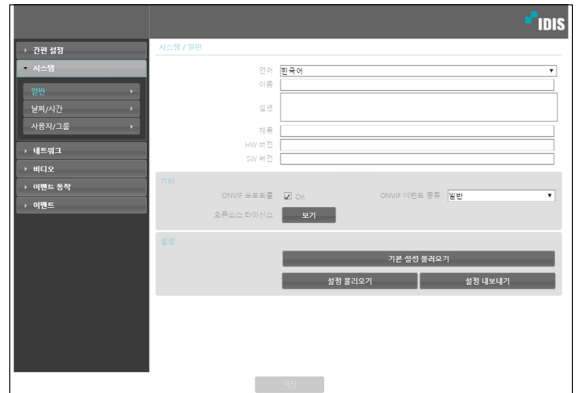 IDIS
간편 설정
시스템
일반
날짜/시간
사용자/그룹
네트워크
비디오
이벤트 동작
이벤트
시스템 / 일반
언어 한국어
이름
설명
제품
HW 버전
SW 버전
기타
ONVIF 프로토콜 On ONVIF 이벤트 종류 일반
오픈소스 라이선스 보기
설정
기본 설정 불러오기
설정 불러오기 설정 내보내기
저장